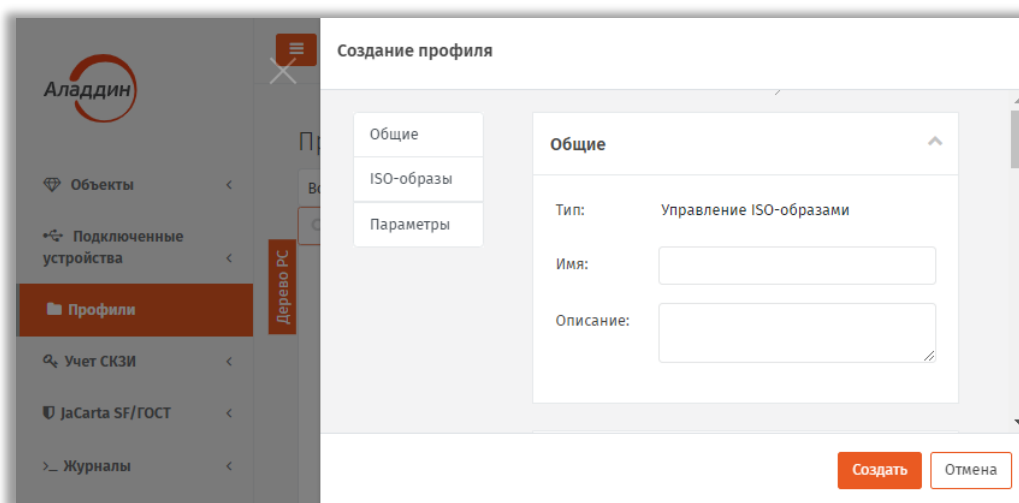 Аладдин
Объекты
Подключенные
устройства
Профили
Учет СКЗИ
JaCarta SF/ГОСТ
Журналы
Дерево РС
Создание профиля
Общие
ISO-образы
Параметры
Общие
Тип: Управление ISO-образами
Имя:
Описание:
Создать Отмена